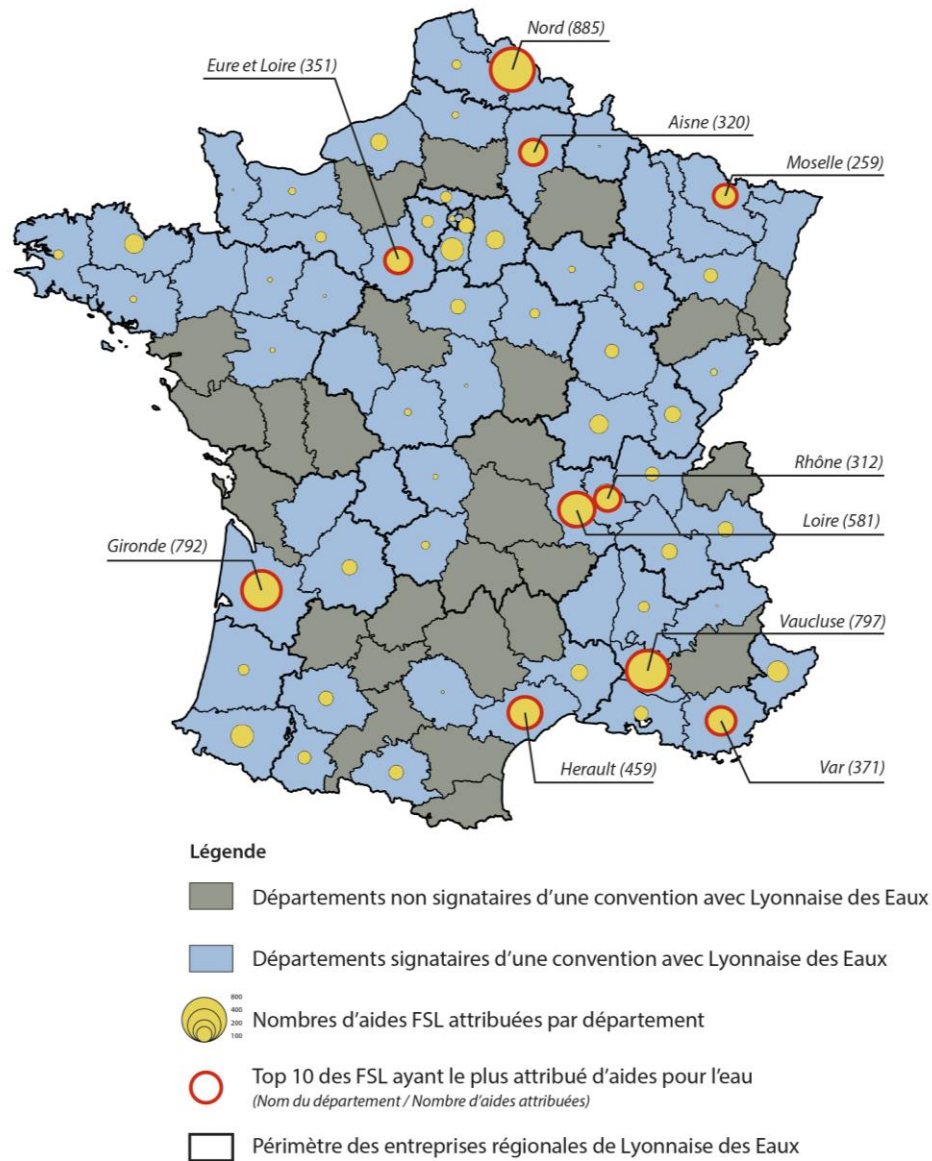 Nord (885)
Eure et Loire (351)
Aisne (320)
Moselle (259)
Rhône (312)
Loire (581)
Gironde (792)
Vaucluse (797)
Herault (459)
Var (371)
Légende
Départements non signataires d'une convention avec Lyonnaise des Eaux
Départements signataires d'une convention avec Lyonnaise des Eaux
800
400
200
100
Nombres d'aides FSL attribuées par département
Top 10 des FSL ayant le plus attribué d'aides pour l'eau
(Nom du département / Nombre d'aides attribuées)
Périmètre des entreprises régionales de Lyonnaise des Eaux